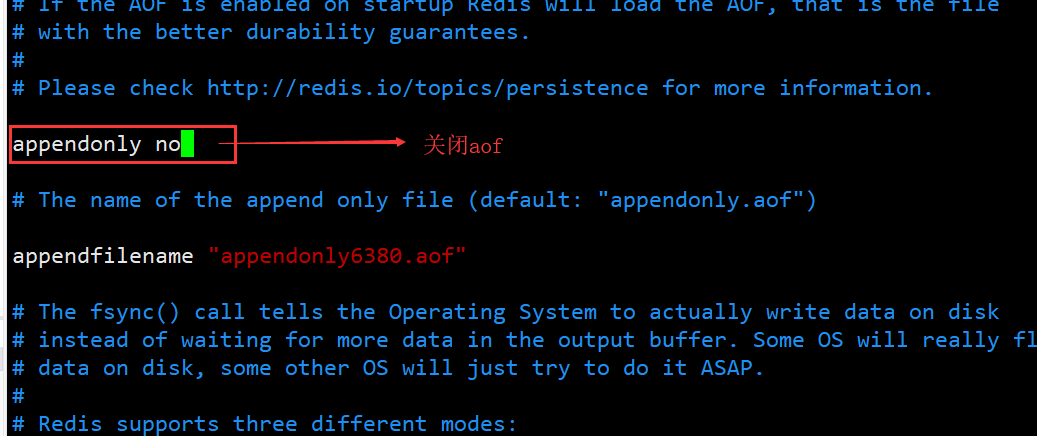 # If the AOF is enabled on startup Redis will load the AOF, that is the file
# with the better durability guarantees.
#
# Please check http://redis.io/topics/persistence for more information.
appendonly no
关闭aof
# The name of the append only file (default: "appendonly.aof")
appendfilename "appendonly6380.aof"
# The fsync() call tells the Operating System to actually write data on disk
# instead of waiting for more data in the output buffer. Some OS will really fl
# data on disk, some other OS will just try to do it ASAP.
#
# Redis supports three different modes: